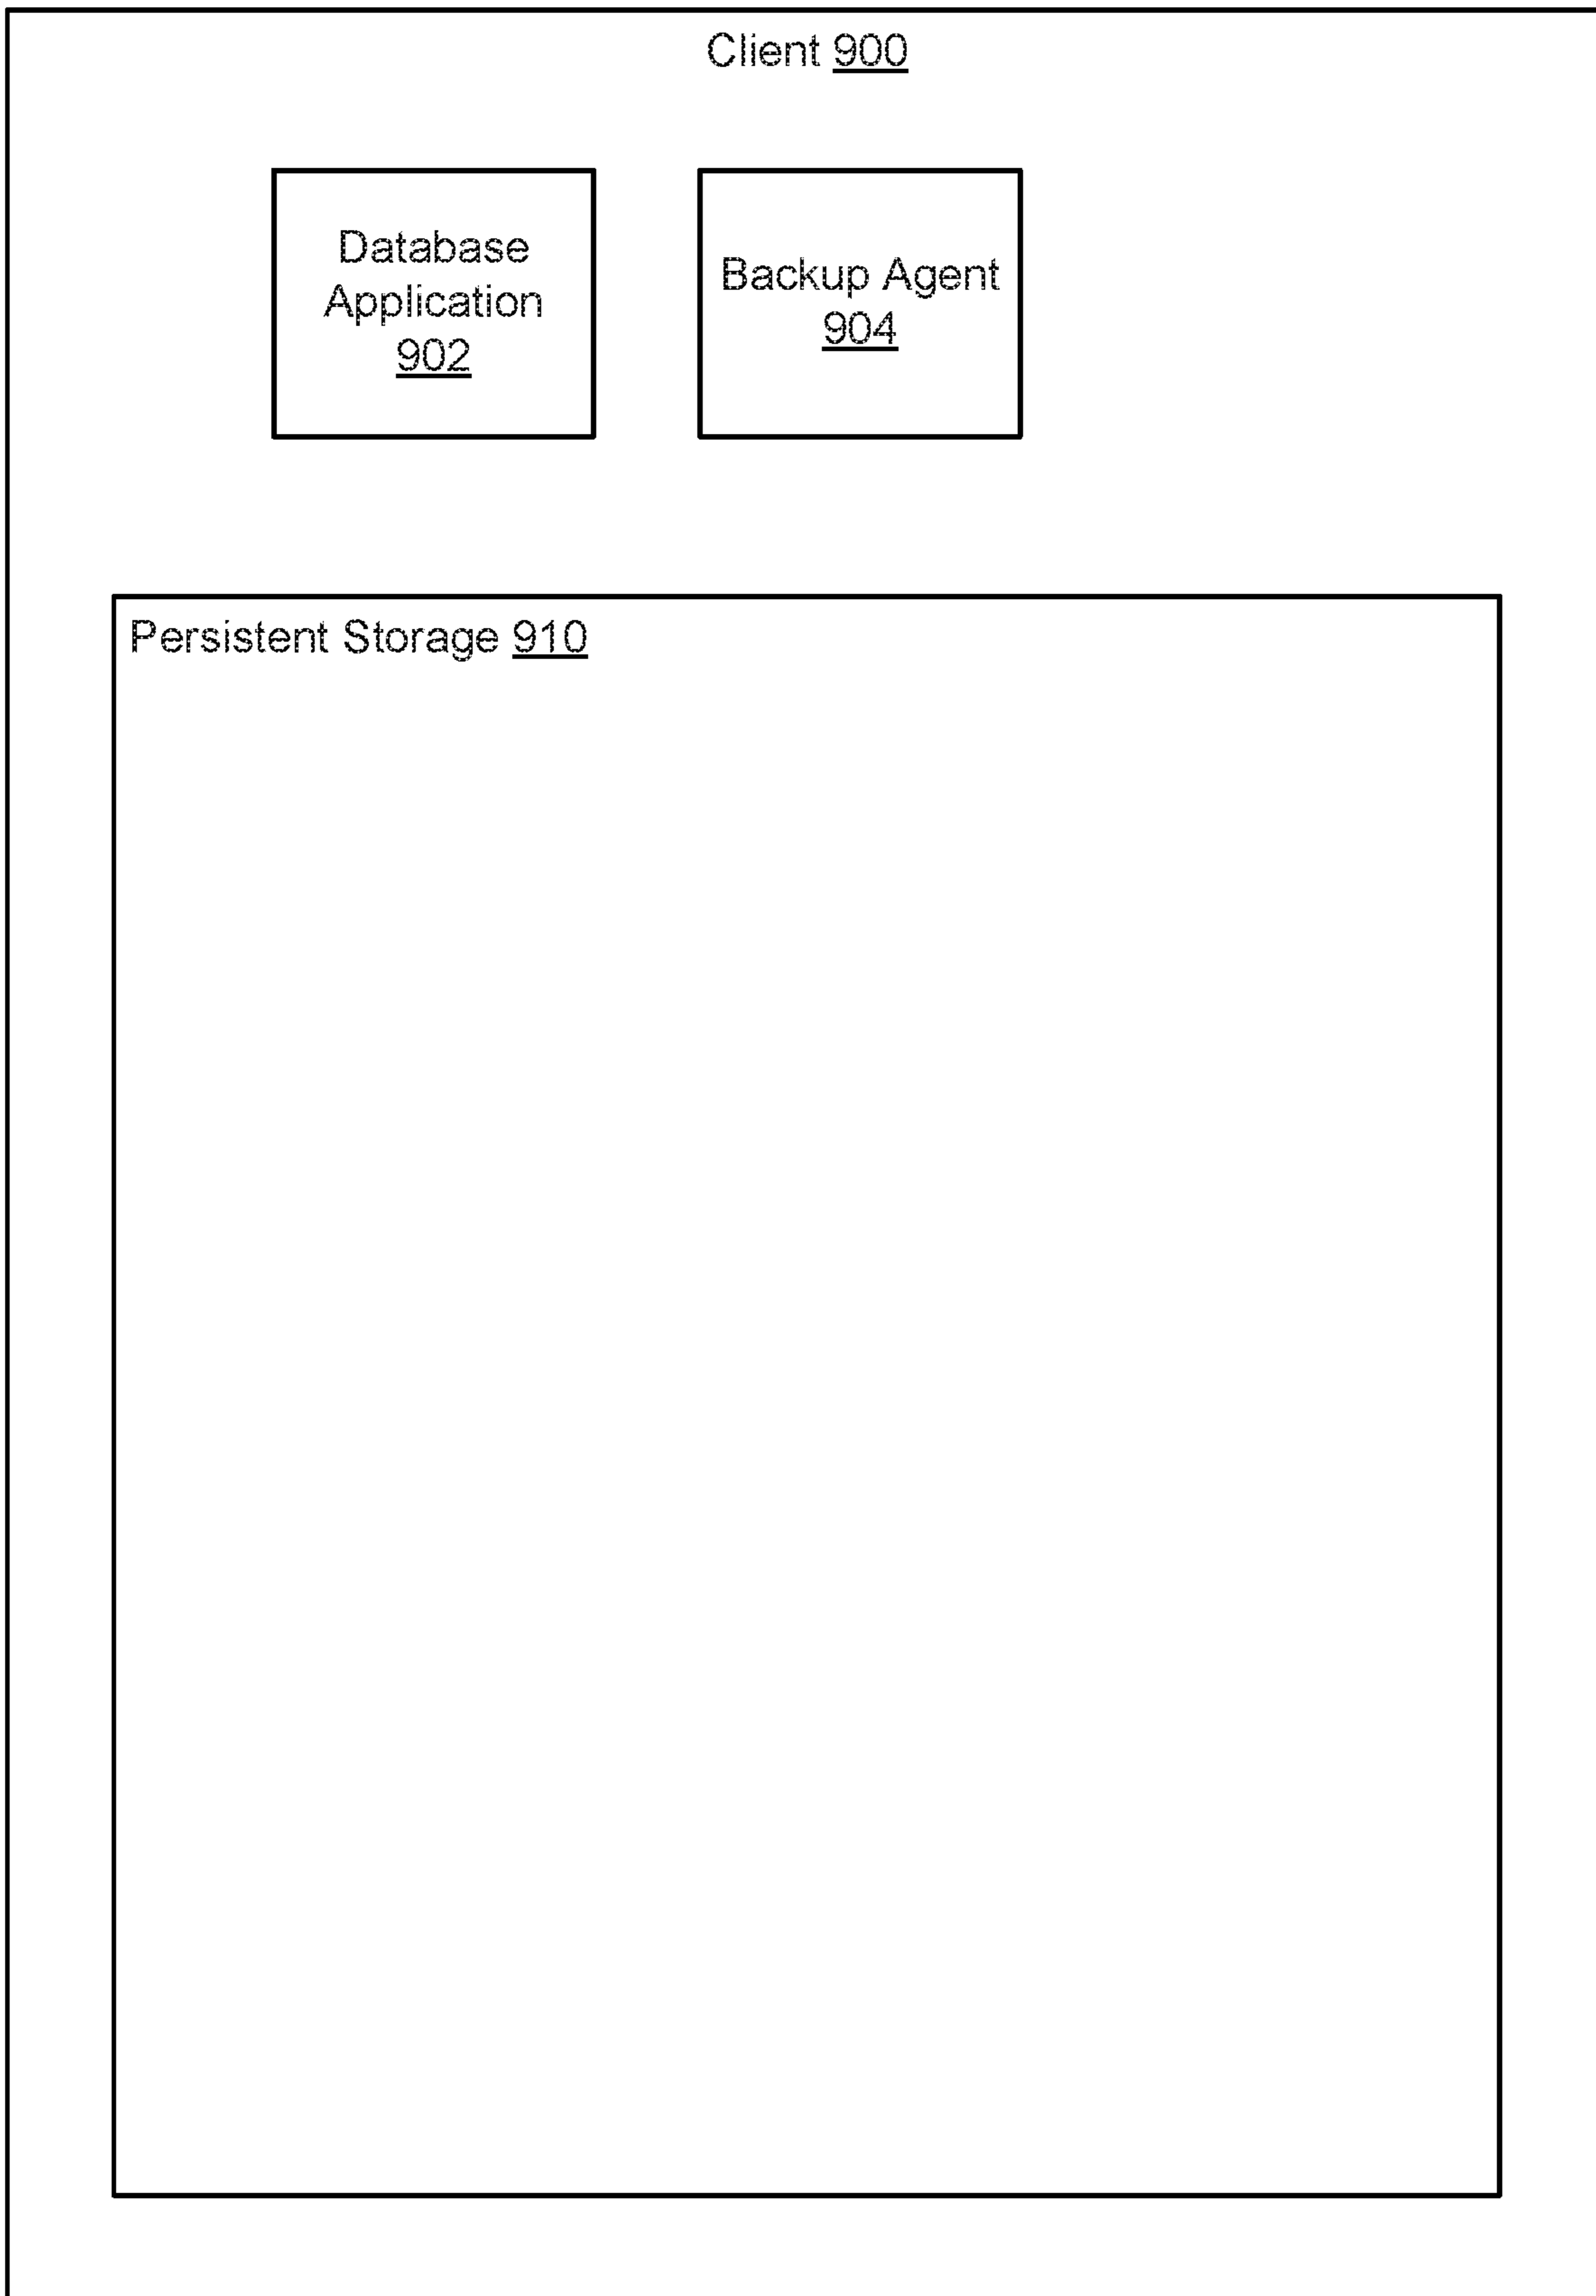 Client 900
Database
Application
902
Backup Agent
904
Persistent Storage 910